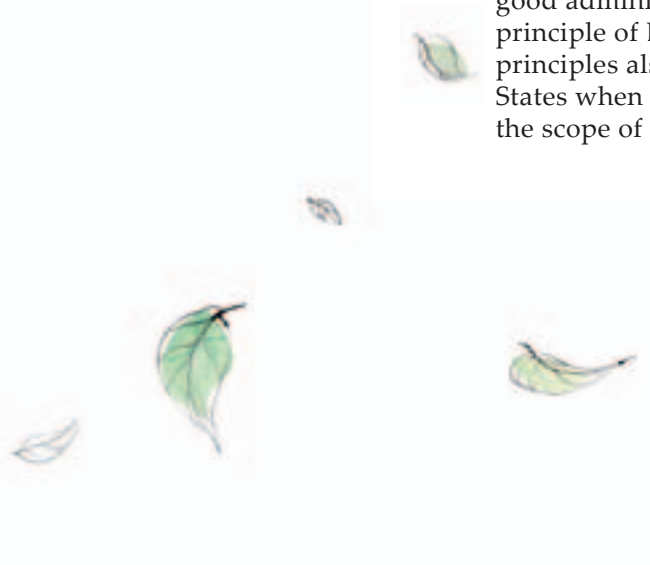 good admini
principle of
principles als
States when
the scope of